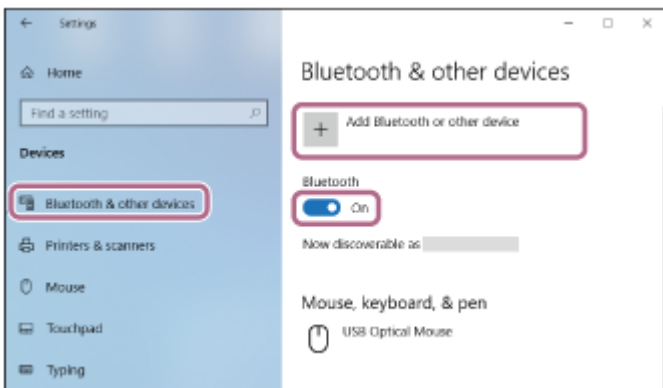 Settings
Home
Find a setting
Devices
Bluetooth & other devices
Printers & scanners
Mouse
Touchpad
Typing
Bluetooth & other devices
Add Bluetooth or other device
Bluetooth
On
Now discoverable as
Mouse, keyboard, & pen
USB Optical Mouse